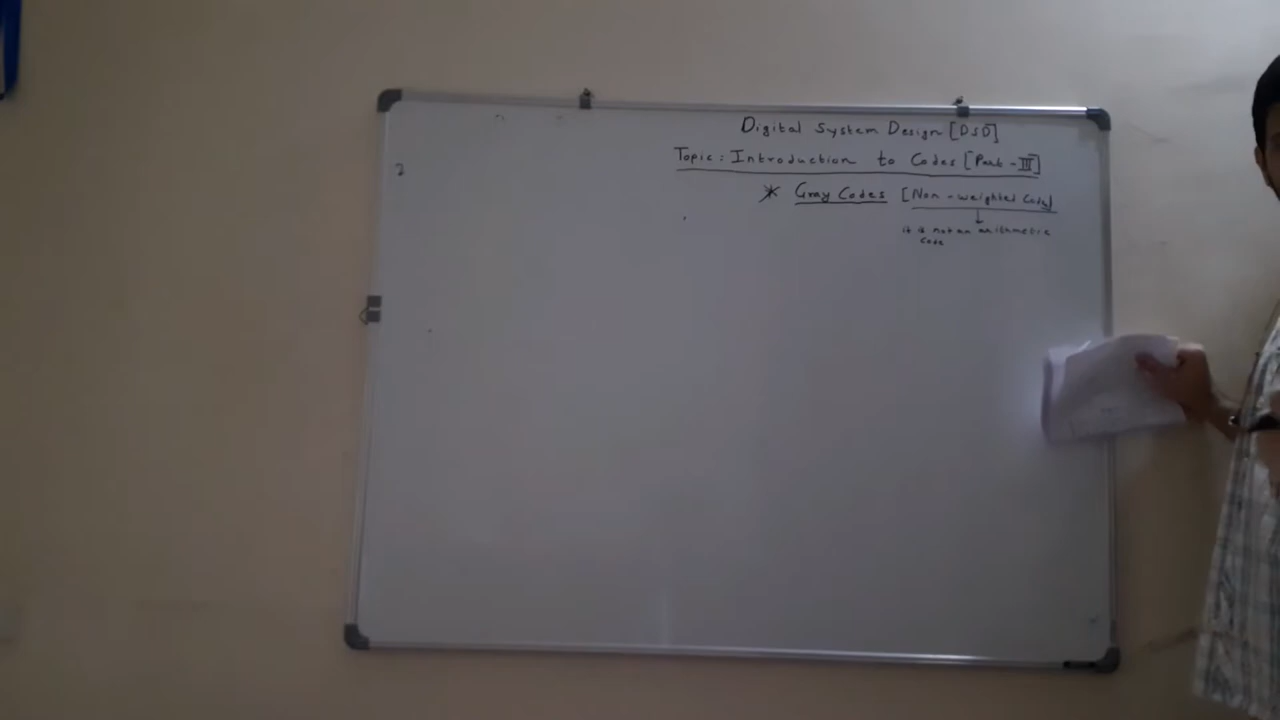 Digital System Design [DSD]
Topic: Introduction to Codes [Part-III]
* Gray Codes [Non-weighted Code]
↓
it is not an arithmetic
code